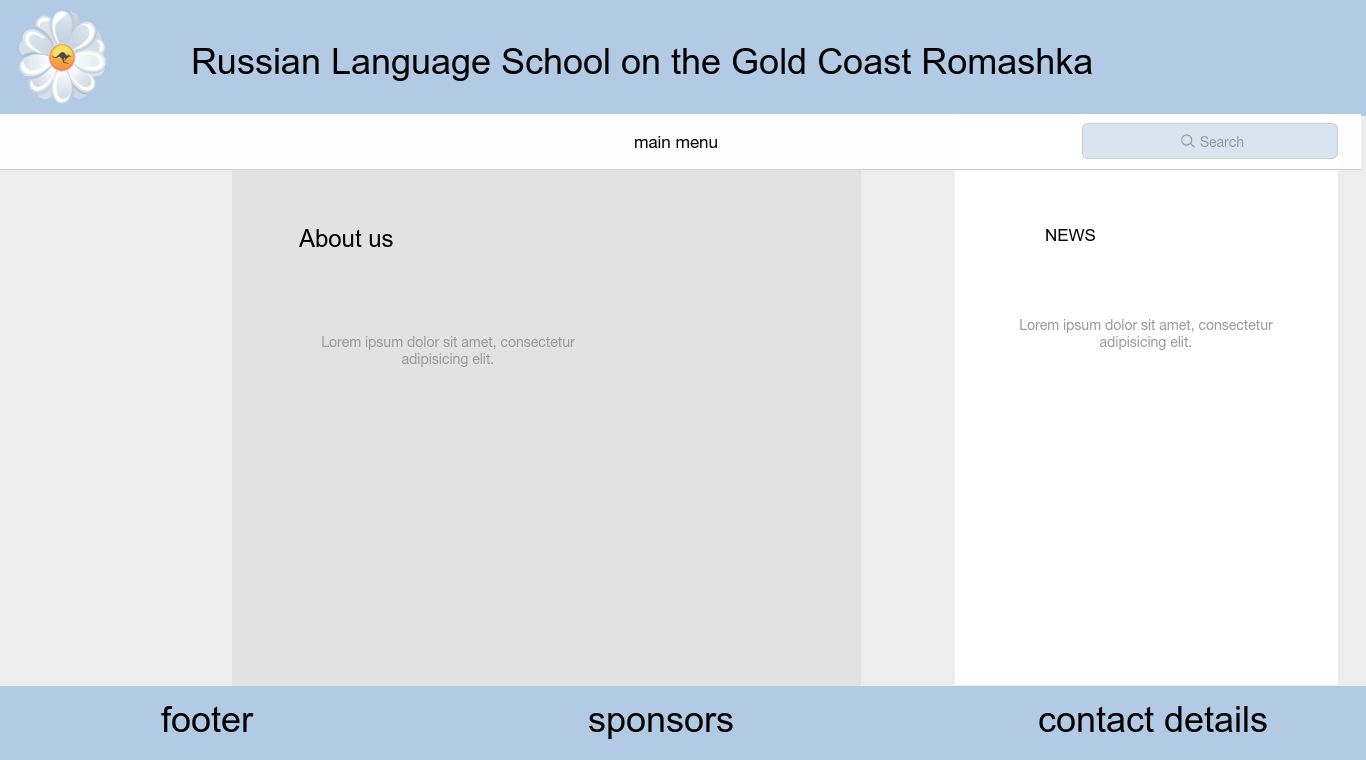 Russian Language School on the Gold Coast Romashka
main menu
Search
About us
Lorem ipsum dolor sit amet, consectetur
adipisicing elit.
NEWS
Lorem ipsum dolor sit amet, consectetur
adipisicing elit.
footer
sponsors
contact details